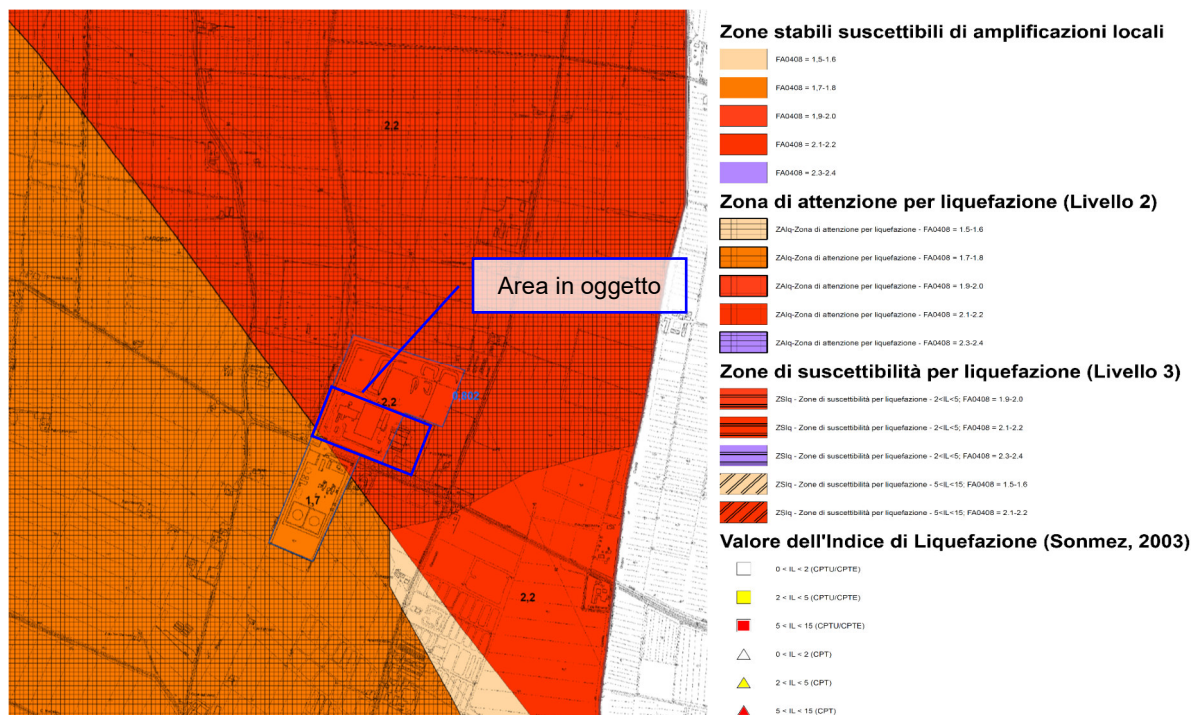 2,2
Area in oggetto
2,2
1,7
2,2
Zone stabili suscettibili di amplificazioni locali
FA0408 = 1,5-1.6
FA0408 = 1,7-1.8
FA0408 = 1,9-2.0
FA0408 = 2.1-2.2
FA0408 = 2.3-2.4
Zona di attenzione per liquefazione (Livello 2)
ZAlq-Zona di attenzione per liquefazione - FA0408 = 1.5-1.6
ZAlq-Zona di attenzione per liquefazione - FA0408 = 1.7-1.8
ZAlq-Zona di attenzione per liquefazione - FA0408 = 1.9-2.0
ZAlq-Zona di attenzione per liquefazione - FA0408 = 2.1-2.2
ZAlq-Zona di attenzione per liquefazione - FA0408 = 2.3-2.4
Zone di suscettibilità per liquefazione (Livello 3)
ZSlq - Zone di suscettibilità per liquefazione - 2<IL<5; FA0408 = 1.9-2.0
ZSlq - Zone di suscettibilità per liquefazione - 2<IL<5; FA0408 = 2.1-2.2
ZSlq - Zone di suscettibilità per liquefazione - 2<IL<5; FA0408 = 2.3-2.4
ZSlq - Zone di suscettibilità per liquefazione - 5<IL<15; FA0408 = 1.5-1.6
ZSlq - Zone di suscettibilità per liquefazione - 5<IL<15; FA0408 = 2.1-2.2
Valore dell'Indice di Liquefazione (Sonmez, 2003)
0 < IL < 2 (CPTU/CPTE)
2 < IL < 5 (CPTU/CPTE)
5 < IL < 15 (CPTU/CPTE)
0 < IL < 2 (CPT)
2 < IL < 5 (CPT)
5 < IL < 15 (CPT)